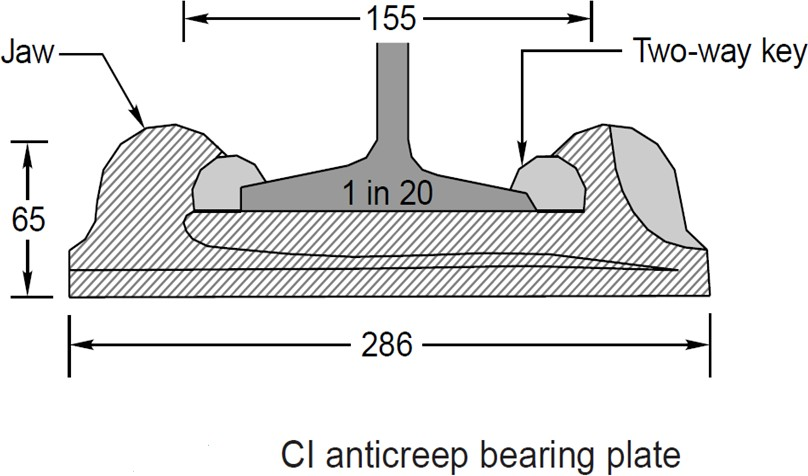 155
Jaw
Two-way key
1 in 20
65
286
CI anticreep bearing plate